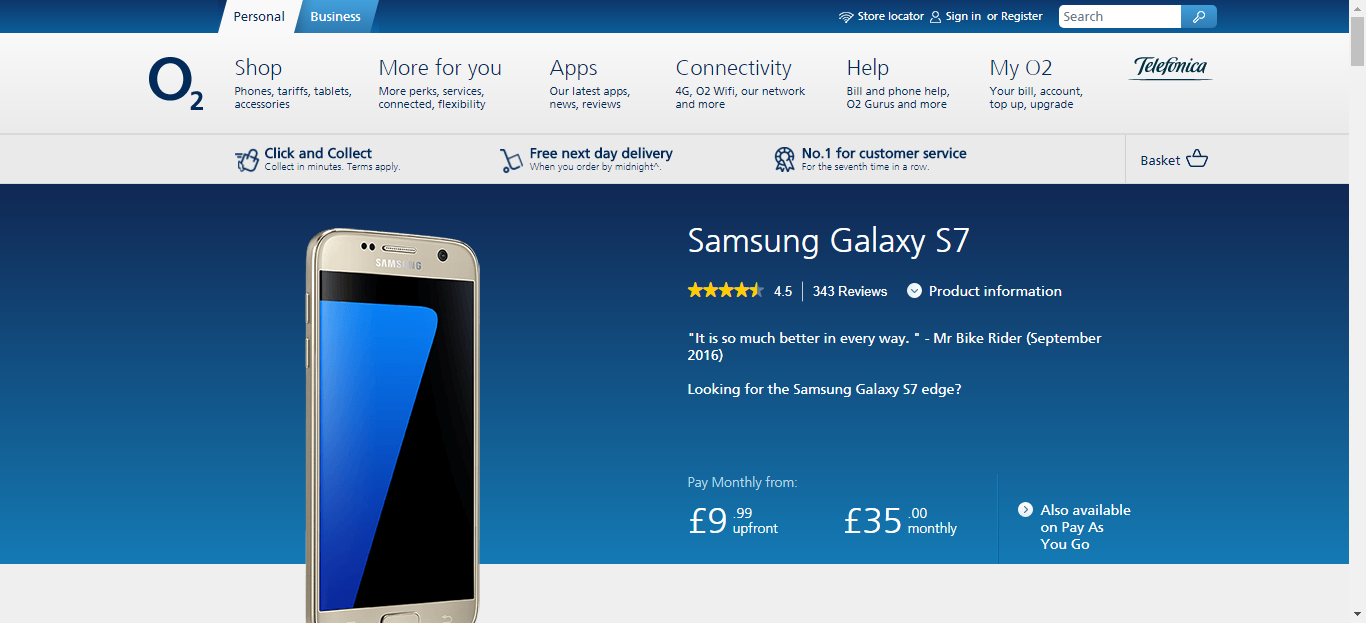 Personal
Business
Store locator
Sign in or Register
Search
O2
Shop
Phones, tariffs, tablets,
accessories
More for you
More perks, services,
connected, flexibility
Apps
Our latest apps,
news, reviews
Connectivity
4G, O2 Wifi, our network
and more
Help
Bill and phone help,
O2 Gurus and more
My O2
Your bill, account,
top up, upgrade
Telefónica
Click and Collect
Collect in minutes. Terms apply.
Free next day delivery
When you order by midnight^.
No.1 for customer service
For the seventh time in a row.
Basket
SAMSUNG
Samsung Galaxy S7
4.5
343 Reviews
Product information
"It is so much better in every way. " - Mr Bike Rider (September
2016)
Looking for the Samsung Galaxy S7 edge?
Pay Monthly from:
£9.99 upfront
£35.00 monthly
Also available
on Pay As
You Go